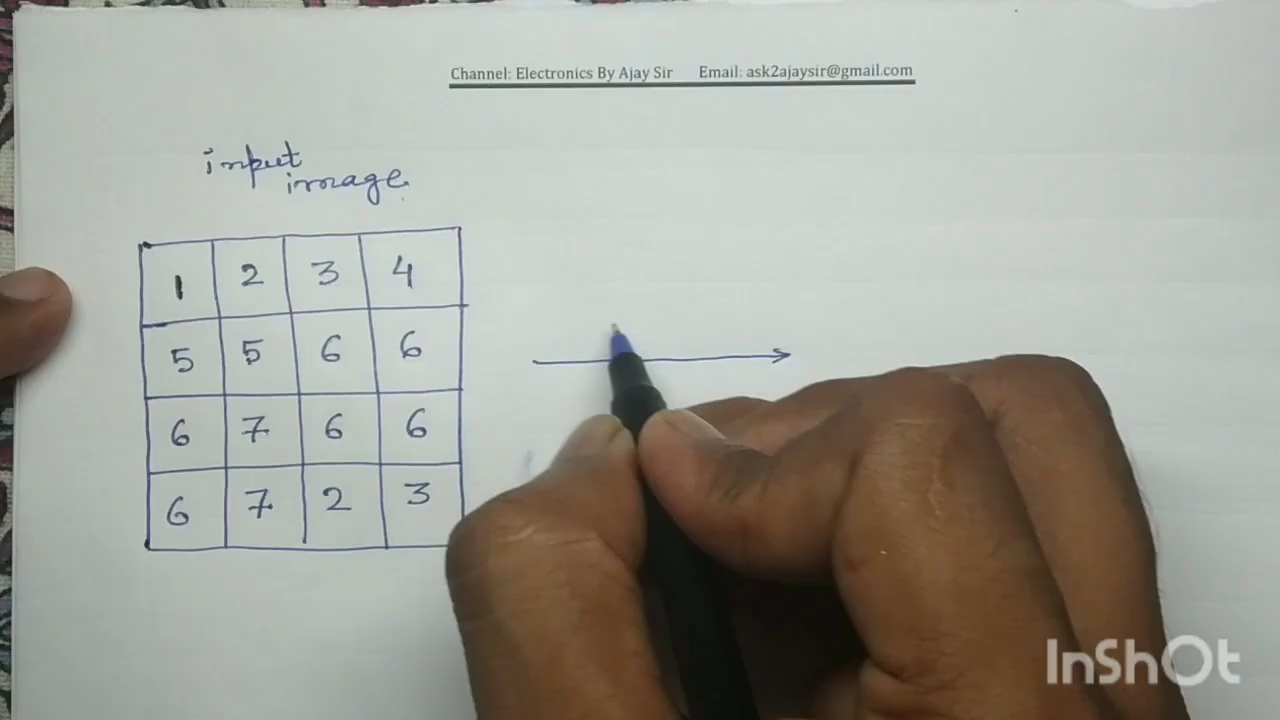 Channel: Electronics By Ajay Sir Email: ask2ajaysir@gmail.com
input
image
1 2 3 4
5 5 6 6
6 7 6 6
6 7 2 3
InShOt